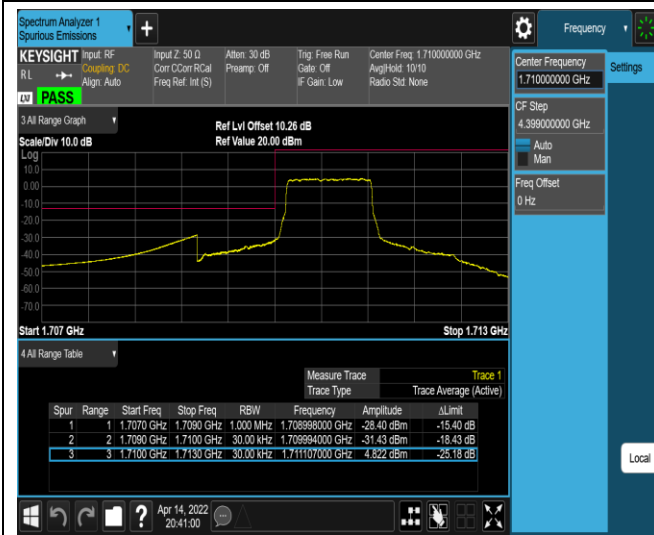 Spectrum Analyzer 1
Spurious Emissions
Frequency
KEYSIGHT
Input: RF
Coupling: DC
Align: Auto
Input Z: 50 Ω
Corr CCorr RCal
Freq Ref: Int (S)
Atten: 30 dB
Preamp: Off
Trig: Free Run
Gate: Off
IF Gain: Low
Center Freq: 1.710000000 GHz
Avg|Hold: 10/10
Radio Std: None
R L
LXI PASS
Center Frequency
1.710000000 GHz
Settings
CF Step
4.399000000 GHz
Auto
Man
Freq Offset
0 Hz
3 All Range Graph
Scale/Div 10.0 dB
Ref Lvl Offset 10.26 dB
Ref Value 20.00 dBm
Log
10.0
0.00
-10.0
-20.0
-30.0
-40.0
-50.0
-60.0
-70.0
Start 1.707 GHz
Stop 1.713 GHz
4 All Range Table
Measure Trace Trace 1
Trace Type Trace Average (Active)
Spur Range Start Freq Stop Freq RBW Frequency Amplitude ΔLimit
1 1 1.7070 GHz 1.7090 GHz 1.000 MHz 1.708998000 GHz -28.40 dBm -15.40 dB
2 2 1.7090 GHz 1.7100 GHz 30.00 kHz 1.709994000 GHz -31.43 dBm -18.43 dB
3 3 1.7100 GHz 1.7130 GHz 30.00 kHz 1.711107000 GHz 4.822 dBm -25.18 dB
Local
Apr 14, 2022
20:41:00